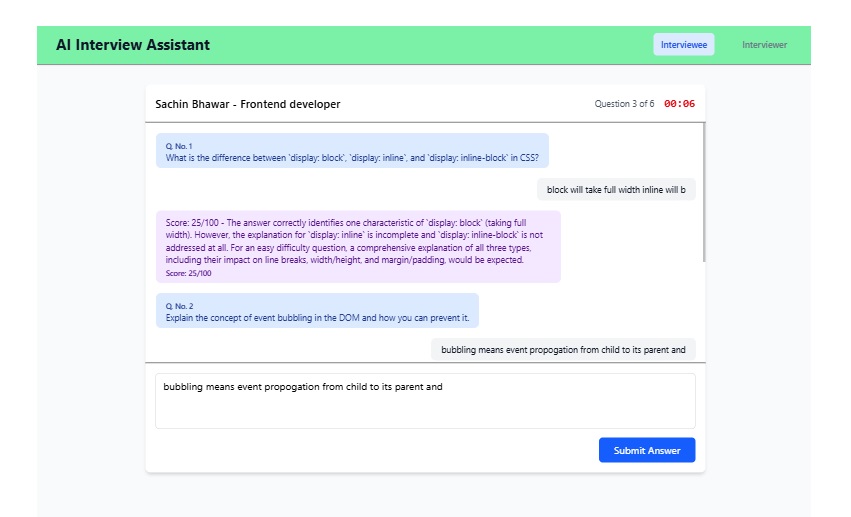 AI Interview Assistant
Interviewee
Interviewer
Sachin Bhawar - Frontend developer
Question 3 of 6
00:06
Q. No. 1
What is the difference between `display: block`, `display: inline`, and `display: inline-block` in CSS?
block will take full width inline will b
Score: 25/100 - The answer correctly identifies one characteristic of `display: block` (taking full
width). However, the explanation for `display: inline` is incomplete and `display: inline-block` is not
addressed at all. For an easy difficulty question, a comprehensive explanation of all three types,
including their impact on line breaks, width/height, and margin/padding, would be expected.
Score: 25/100
Q. No. 2
Explain the concept of event bubbling in the DOM and how you can prevent it.
bubbling means event propogation from child to its parent and
bubbling means event propogation from child to its parent and
Submit Answer